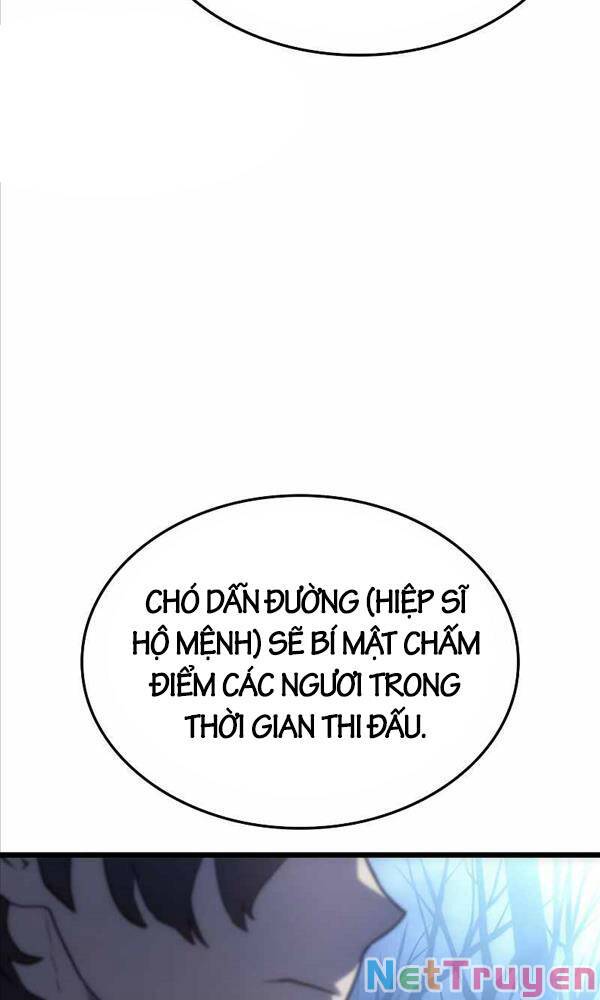 CHÓ DẪN ĐƯỜNG (HIỆP SĨ
HỘ MỆNH) SẼ BÍ MẬT CHẤM
ĐIỂM CÁC NGƯƠI TRONG
THỜI GIAN THI ĐẤU.
NetTruyen